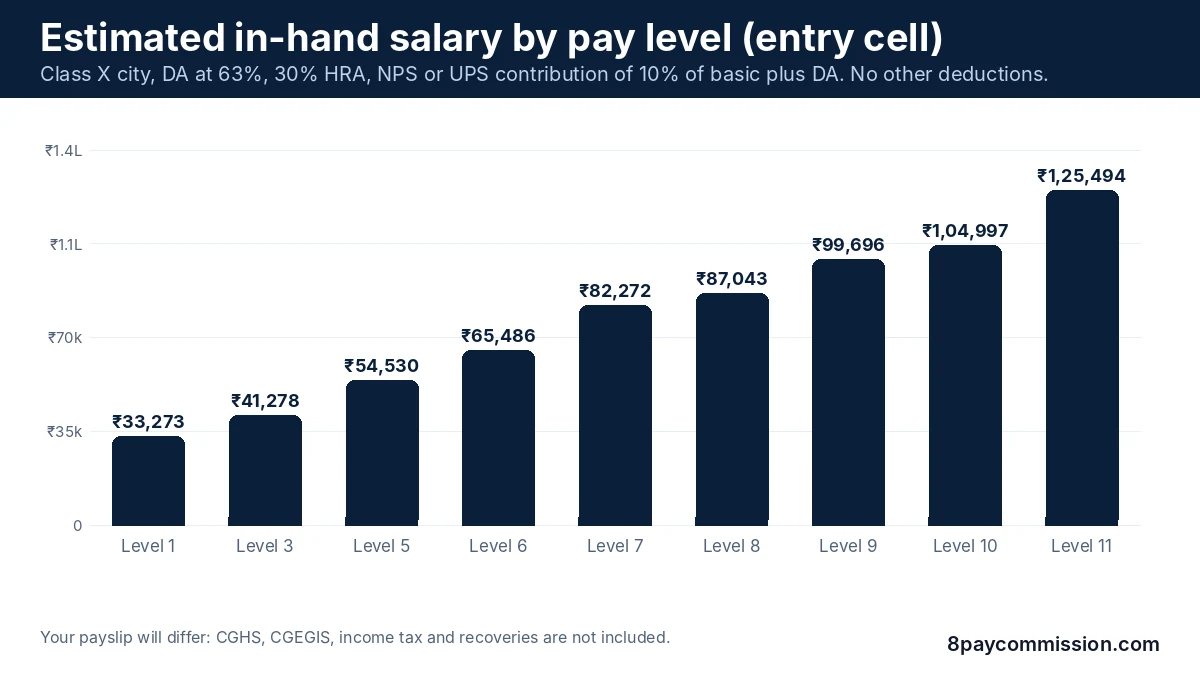 Estimated in-hand salary by pay level (entry cell)
Class X city, DA at 63%, 30% HRA, NPS or UPS contribution of 10% of basic plus DA. No other deductions.
₹1.4L
₹1.1L
₹70k
₹35k
0
₹33,273
₹41,278
₹54,530
₹65,486
₹82,272
₹87,043
₹99,696
₹1,04,997
₹1,25,494
Level 1
Level 3
Level 5
Level 6
Level 7
Level 8
Level 9
Level 10
Level 11
Your payslip will differ: CGHS, CGEGIS, income tax and recoveries are not included.
8paycommission.com